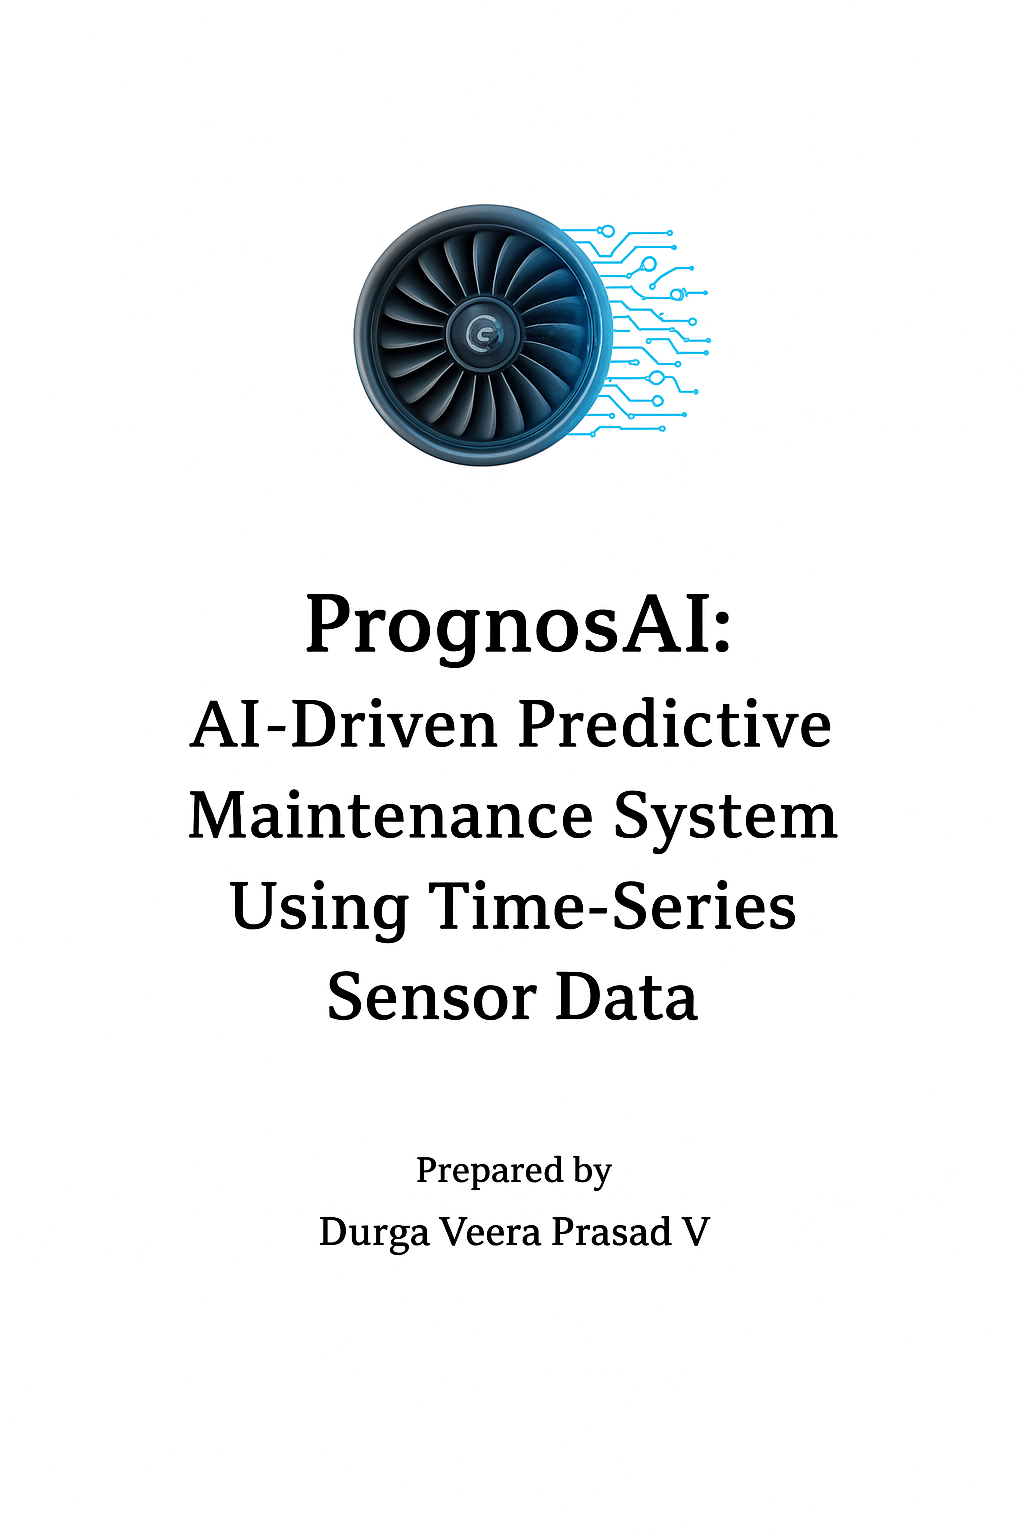 PrognosAI:
AI-Driven Predictive
Maintenance System
Using Time-Series
Sensor Data
Prepared by
Durga Veera Prasad V